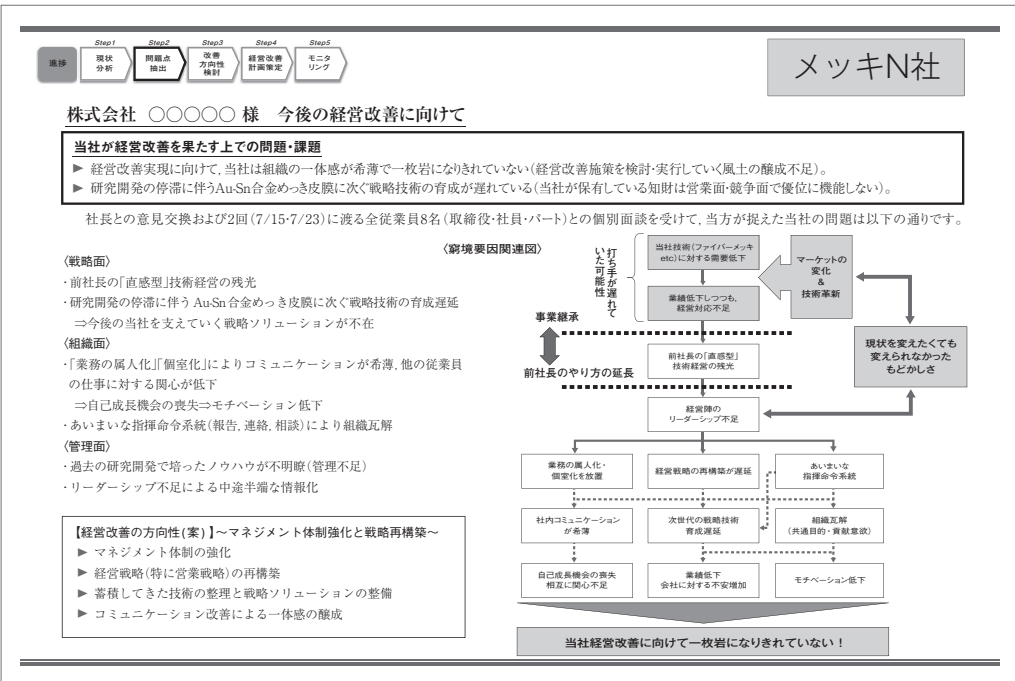 進捗
Step1
現状
分析
Step2
問題点
抽出
Step3
改善
方向性
検討
Step4
経営改善
計画策定
Step5
モニタ
リング
メッキN社
株式会社 ○○○○○ 様 今後の経営改善に向けて
当社が経営改善を果たす上での問題・課題
▶ 経営改善実現に向けて,当社は組織の一体感が希薄で一枚岩になりきれていない(経営改善施策を検討・実行していく風土の醸成不足)。
▶ 研究開発の停滞に伴うAu-Sn合金めっき皮膜に次ぐ戦略技術の育成が遅れている(当社が保有している知財は営業面・競争面で優位に機能しない)。
社長との意見交換および2回(7/15・7/23)に渡る全従業員8名(取締役・社員・パート)との個別面談を受けて,当方が捉えた当社の問題は以下の通りです。
〈戦略面〉
・前社長の「直感型」技術経営の残光
・研究開発の停滞に伴う Au-Sn 合金めっき皮膜に次ぐ戦略技術の育成遅延
⇒今後の当社を支えていく戦略ソリューションが不在
〈組織面〉
・「業務の属人化」「個室化」によりコミュニケーションが希薄,他の従業員
の仕事に対する関心が低下
⇒自己成長機会の喪失⇒モチベーション低下
・あいまいな指揮命令系統(報告,連絡,相談)により組織瓦解
〈管理面〉
・過去の研究開発で培ったノウハウが不明瞭(管理不足)
・リーダーシップ不足による中途半端な情報化
【経営改善の方向性(案)】~マネジメント体制強化と戦略再構築~
▶ マネジメント体制の強化
▶ 経営戦略(特に営業戦略)の再構築
▶ 蓄積してきた技術の整理と戦略ソリューションの整備
▶ コミュニケーション改善による一体感の醸成
〈窮境要因関連図〉
打ち手が遅れて
いた可能性
当社技術(ファイバーメッキ
etc)に対する需要低下
業績低下しつつも,
経営対応不足
マーケットの
変化
&
技術革新
事業継承
前社長のやり方の延長
前社長の「直感型」
技術経営の残光
現状を変えたくても
変えられなかった
もどかしさ
経営陣の
リーダーシップ不足
業務の属人化・
個室化を放置
経営戦略の再構築が遅延
あいまいな
指揮命令系統
社内コミュニケーション
が希薄
次世代の戦略技術
育成遅延
組織瓦解
(共通目的・貢献意欲)
自己成長機会の喪失
相互に関心不足
業績低下
会社に対する不安増加
モチベーション低下
当社経営改善に向けて一枚岩になりきれていない!